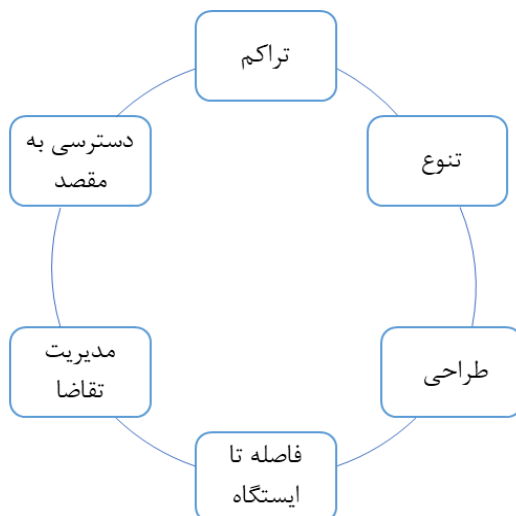 تراکم
تنوع
طراحی
فاصله تا
ایستگاه
مدیریت
تقاضا
دسترسی به
مقصد